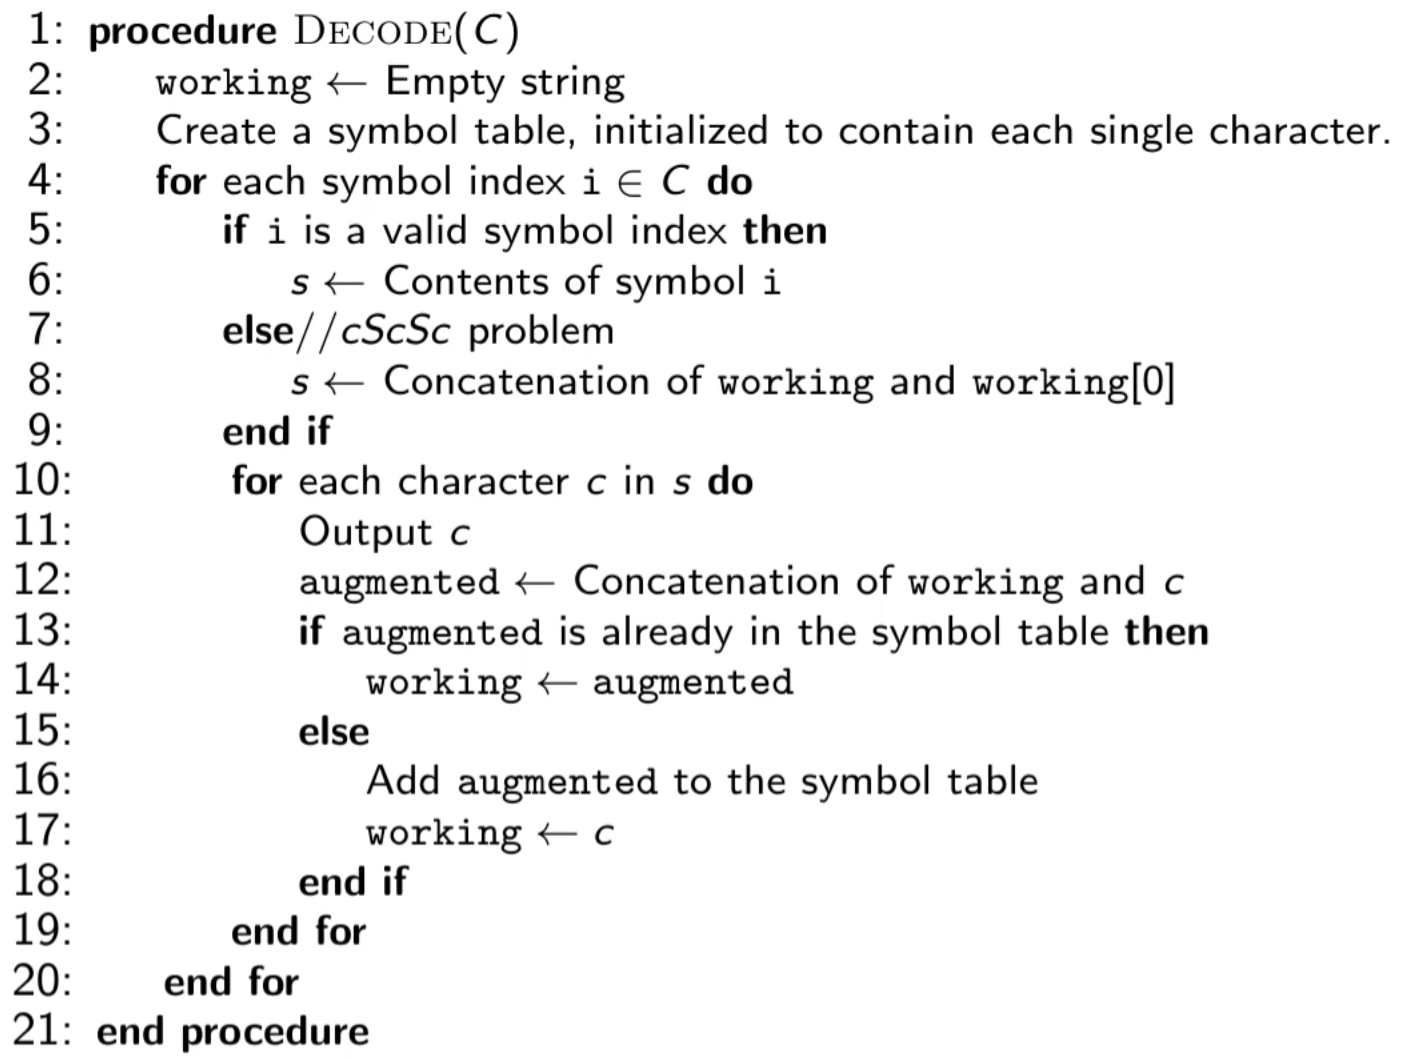 1: procedure DECODE(C)
2: working ← Empty string
3: Create a symbol table, initialized to contain each single character.
4: for each symbol index i ∈ C do
5: if i is a valid symbol index then
6: s ← Contents of symbol i
7: else//cScSc problem
8: s ← Concatenation of working and working[0]
9: end if
10: for each character c in s do
11: Output c
12: augmented ← Concatenation of working and c
13: if augmented is already in the symbol table then
14: working ← augmented
15: else
16: Add augmented to the symbol table
17: working ← c
18: end if
19: end for
20: end for
21: end procedure